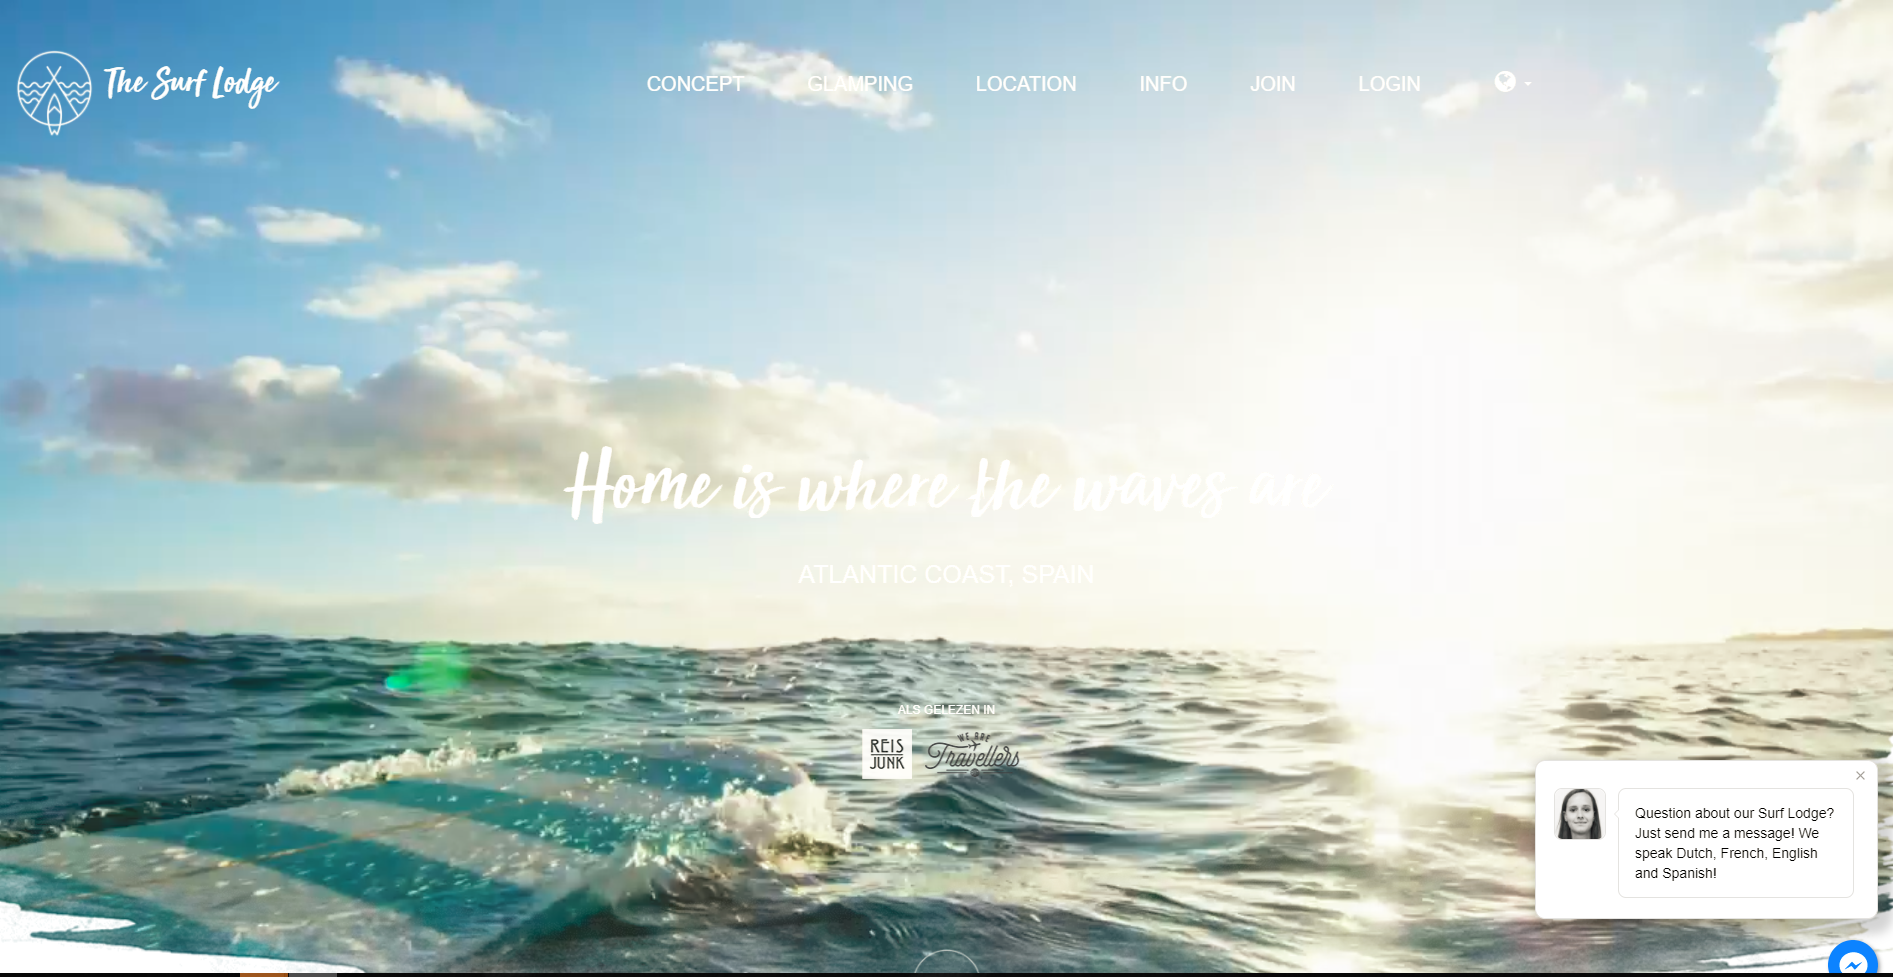 The Surf Lodge
CONCEPT
GLAMPING
LOCATION
INFO
JOIN
LOGIN
Home is where the waves are
ATLANTIC COAST, SPAIN
ALS GELEZEN IN
REIS
JUNK
WE ARE
Travellers
Question about our Surf Lodge?
Just send me a message! We
speak Dutch, French, English
and Spanish!